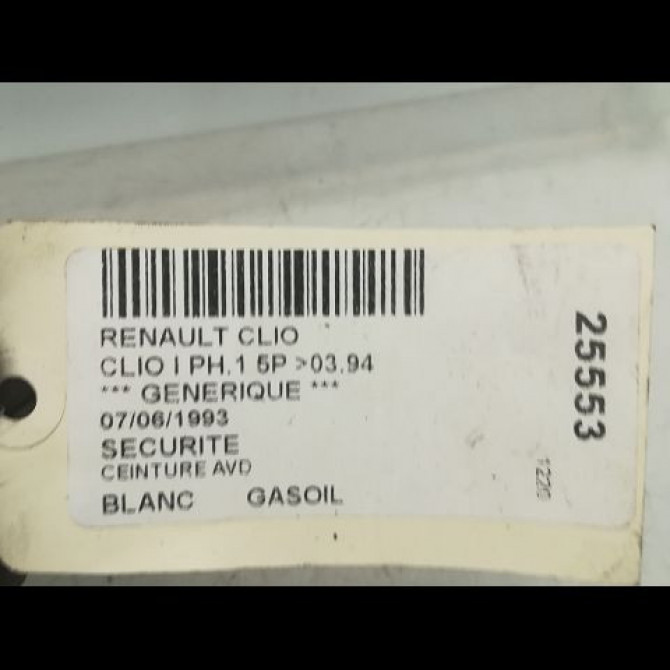 RENAULT CLIO
CLIO I PH.1 5P >03.94
*** GENERIQUE ***
07/06/1993
SECURITE
CEINTURE AVD
BLANC GASOIL
25553